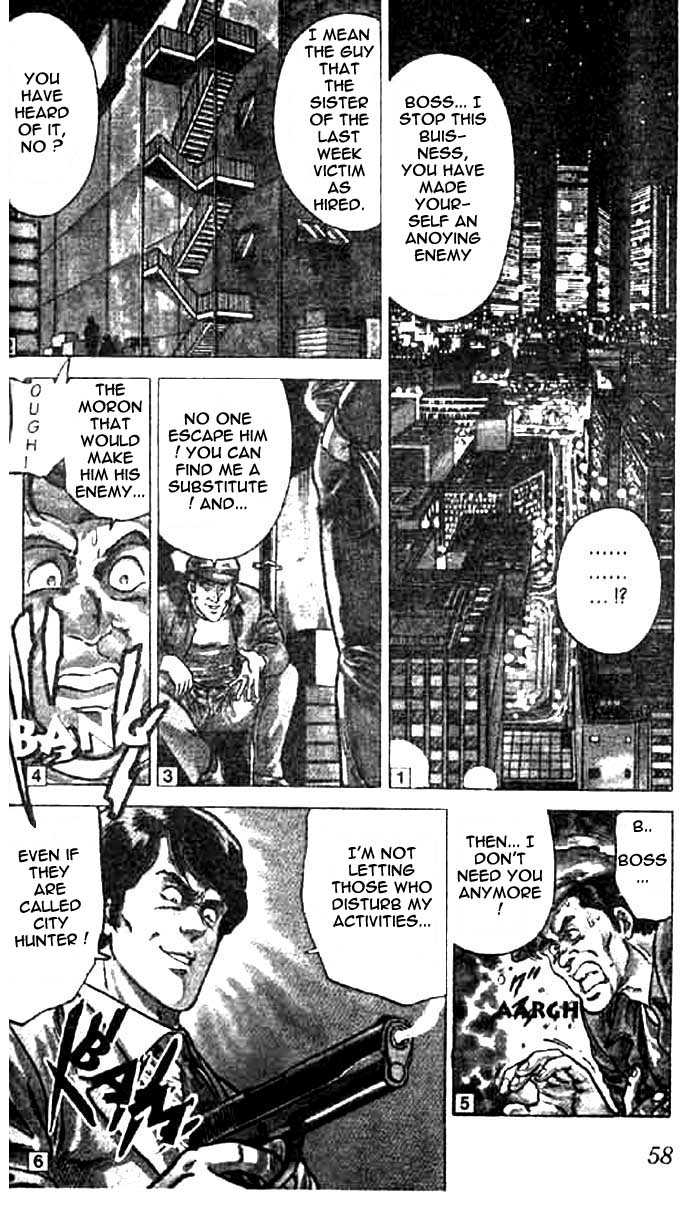 BOSS... I
STOP THIS
BUIS-
NESS,
YOU HAVE
MADE
YOUR-
SELF AN
ANOYING
ENEMY
......
......
... !?
1
I MEAN
THE GUY
THAT
THE
SISTER
OF THE
LAST
WEEK
VICTIM
AS
HIRED.
YOU
HAVE
HEARD
OF IT,
NO ?
NO ONE
ESCAPE HIM
! YOU CAN
FIND ME A
SUBSTITUTE
! AND...
3
THE
MORON
THAT
WOULD
MAKE
HIM HIS
ENEMY...
OUGH!
BANG
4
B..
BOSS
...
THEN... I
DON'T
NEED YOU
ANYMORE
!
AARGH
5
I'M NOT
LETTING
THOSE WHO
DISTURB MY
ACTIVITIES...
EVEN IF
THEY
ARE
CALLED
CITY
HUNTER !
BAM
6
58